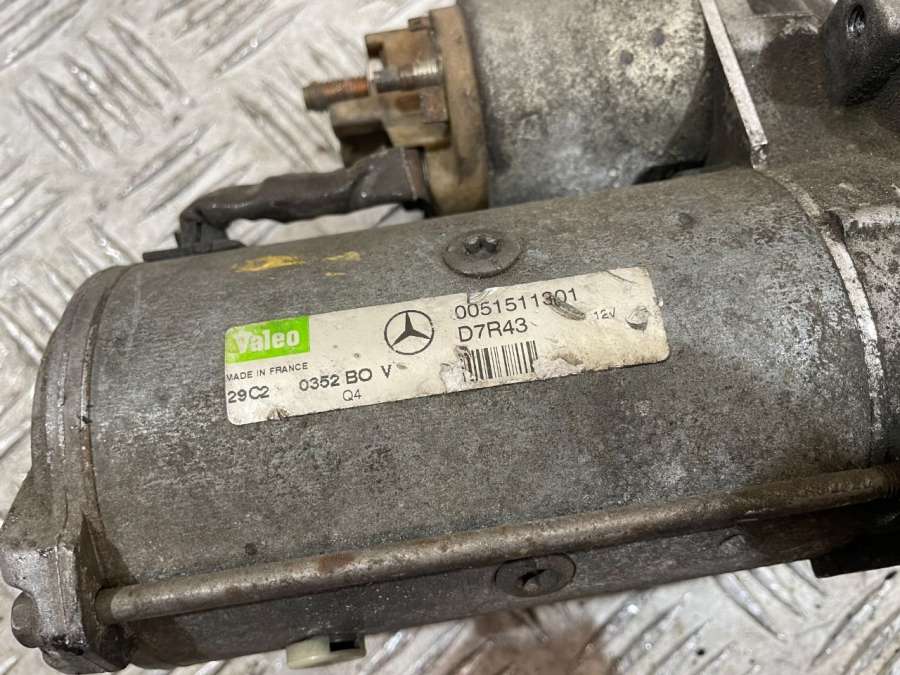 Valeo
MADE IN FRANCE
29C2 0352 BO V
Q4
0051511301
D7R43
12V